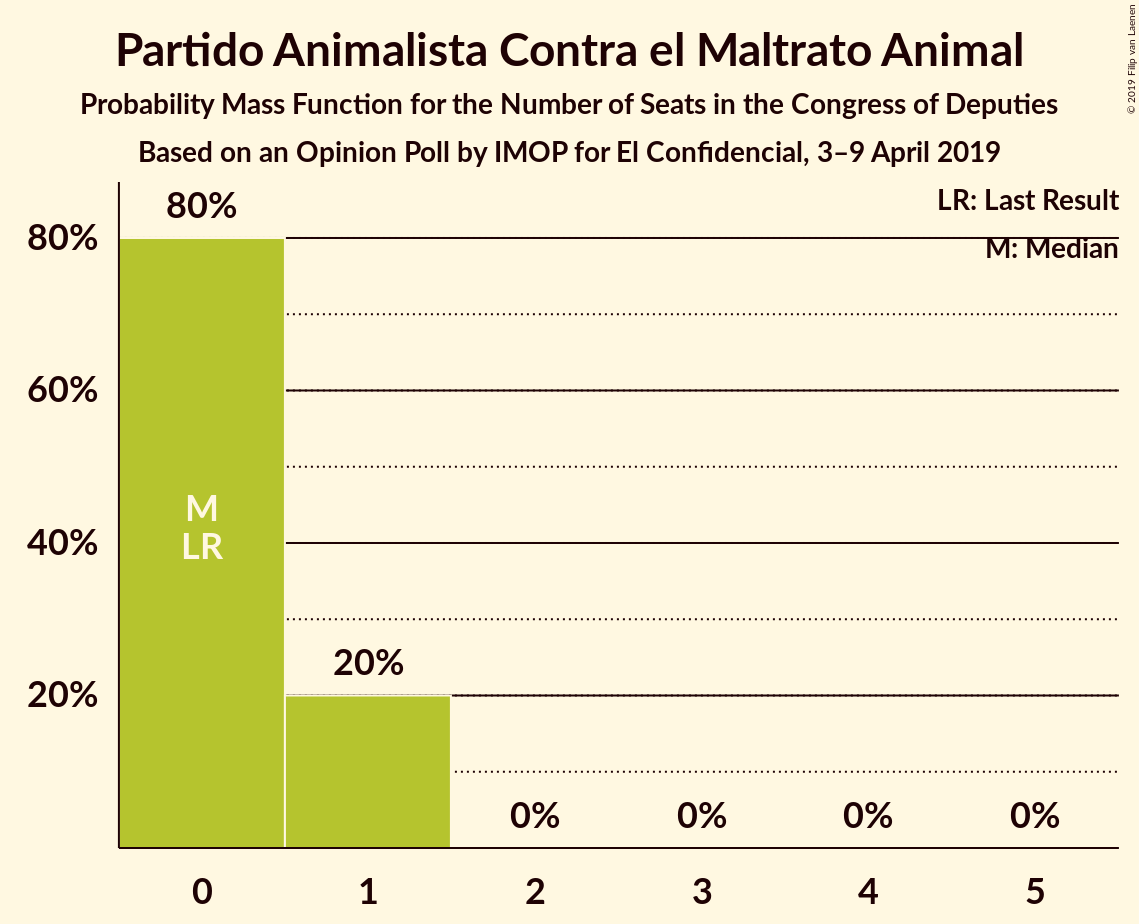 Partido Animalista Contra el Maltrato Animal
Probability Mass Function for the Number of Seats in the Congress of Deputies
Based on an Opinion Poll by IMOP for El Confidencial, 3–9 April 2019
© 2019 Filip van Laenen
LR: Last Result
M: Median
80%
60%
40%
20%
80%
M
LR
20%
0%
0%
0%
0%
0
1
2
3
4
5